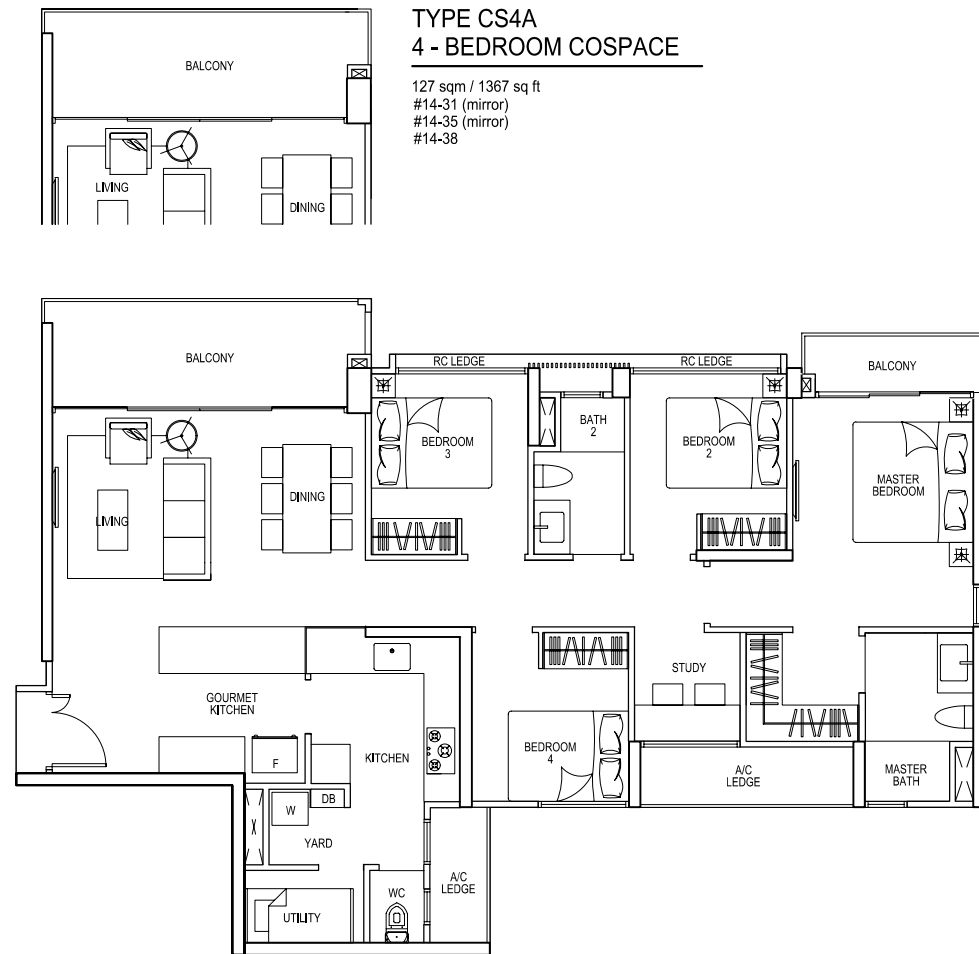 TYPE CS4A
4 - BEDROOM COSPACE
127 sqm / 1367 sq ft
#14-31 (mirror)
#14-35 (mirror)
#14-38
BALCONY
LIVING
DINING
BALCONY
RC LEDGE
RC LEDGE
BALCONY
BEDROOM
3
BATH
2
BEDROOM
2
MASTER
BEDROOM
LIVING
DINING
STUDY
GOURMET
KITCHEN
F
KITCHEN
BEDROOM
4
A/C
LEDGE
MASTER
BATH
W
DB
YARD
A/C
LEDGE
WC
UTILITY